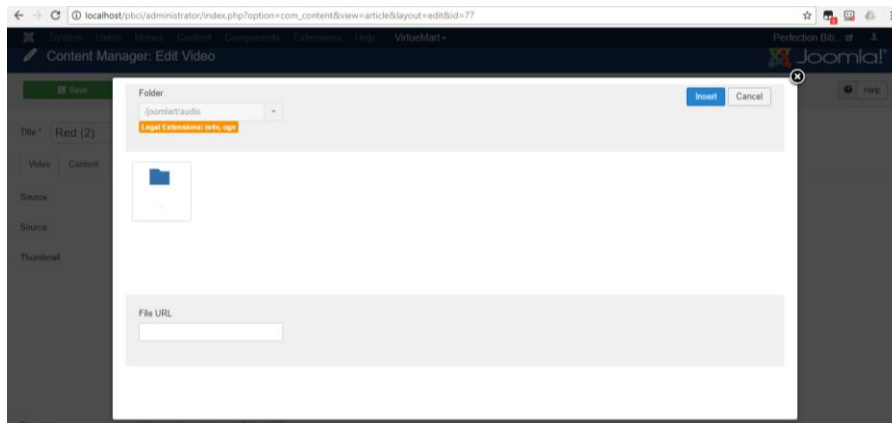 localhost/pbci/administrator/index.php?option=com_content&view=article&layout=edit&id=77
System Users Menus Content Components Extensions Help VirtueMart
Perfection Bib...
Content Manager: Edit Video
Joomla!
Save
Help
Folder
Insert
Cancel
/joomlart/audio
Legal Extensions: m4v, ogv
Title *
Red (2)
Video
Content
..
Source
Source
Thumbnail
File URL